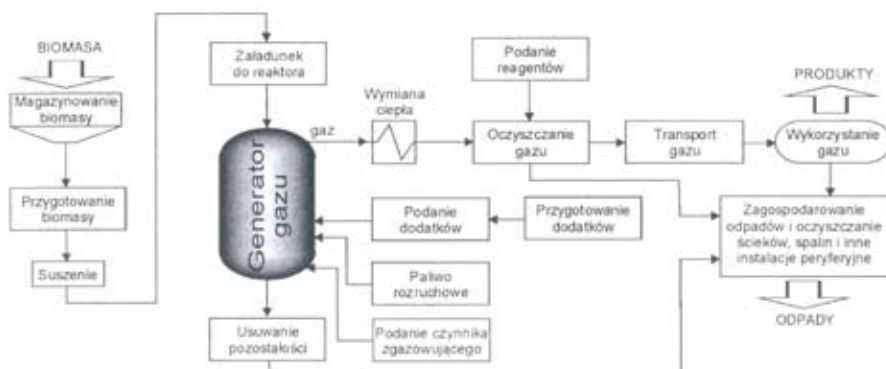 BIOMASA
Magazynowanie
biomasy
Przygotowanie
biomasy
Suszenie
Załadunek
do reaktora
Generator
gazu
gaz
Wymiana
ciepła
Podanie
reagentów
Oczyszczanie
gazu
Transport
gazu
PRODUKTY
Wykorzystanie
gazu
Podanie
dodatków
Przygotowanie
dodatków
Paliwo
rozruchowe
Podanie czynnika
zgazowującego
Usuwanie
pozostałości
Zagospodarowanie
odpadów i oczyszczanie
ścieków, spalin i inne
instalacje peryferyjne
ODPADY